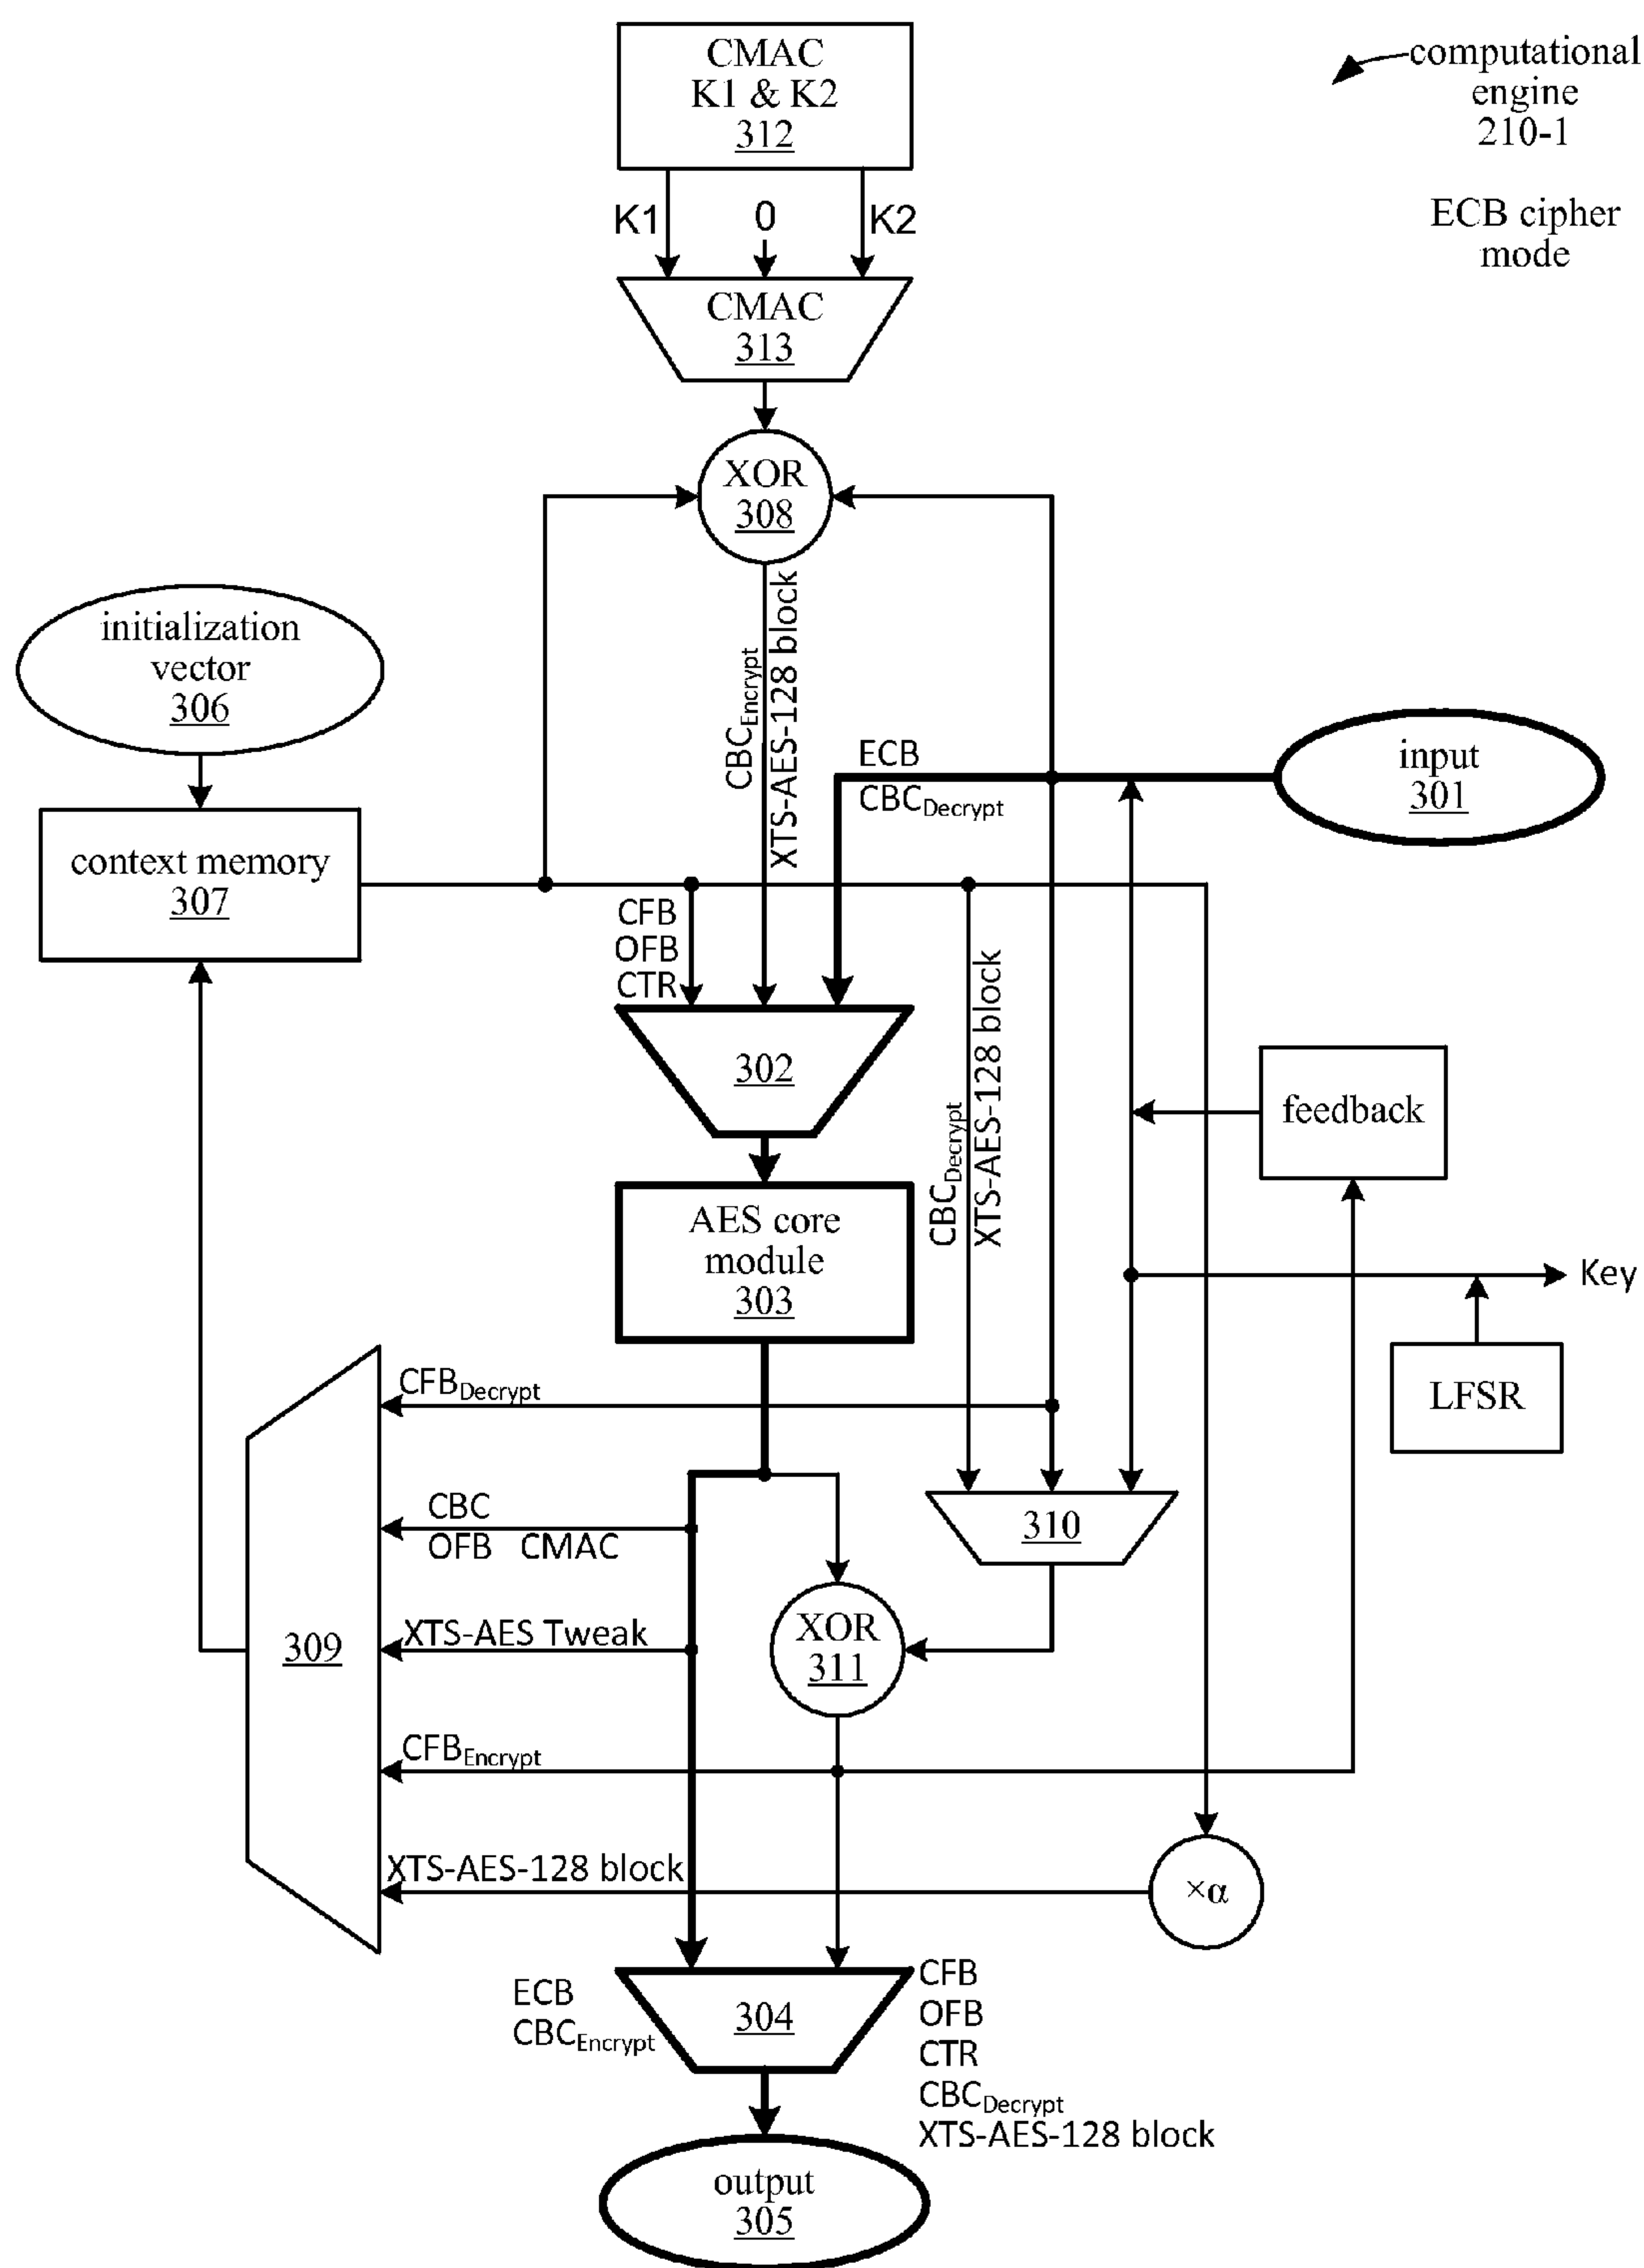 CMAC
K1 & K2
312
computational
engine
210-1
ECB cipher
mode
K1
0
K2
CMAC
313
XOR
308
initialization
vector
306
CBCEncrypt
XTS-AES-128 block
ECB
CBCDecrypt
input
301
context memory
307
CFB
OFB
CTR
302
CBCDecrypt
XTS-AES-128 block
feedback
AES core
module
303
Key
LFSR
CFBDecrypt
CBC
OFB CMAC
310
309
XTS-AES Tweak
XOR
311
CFBEncrypt
XTS-AES-128 block
×α
ECB
CBCEncrypt
304
CFB
OFB
CTR
CBCDecrypt
XTS-AES-128 block
output
305